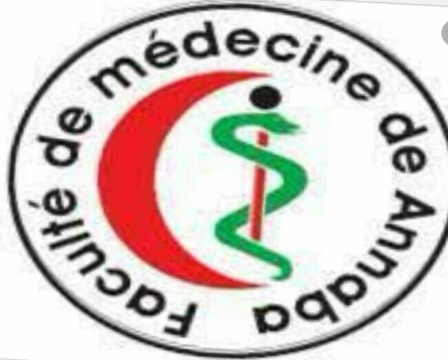 Faculté de médecine de Annaba